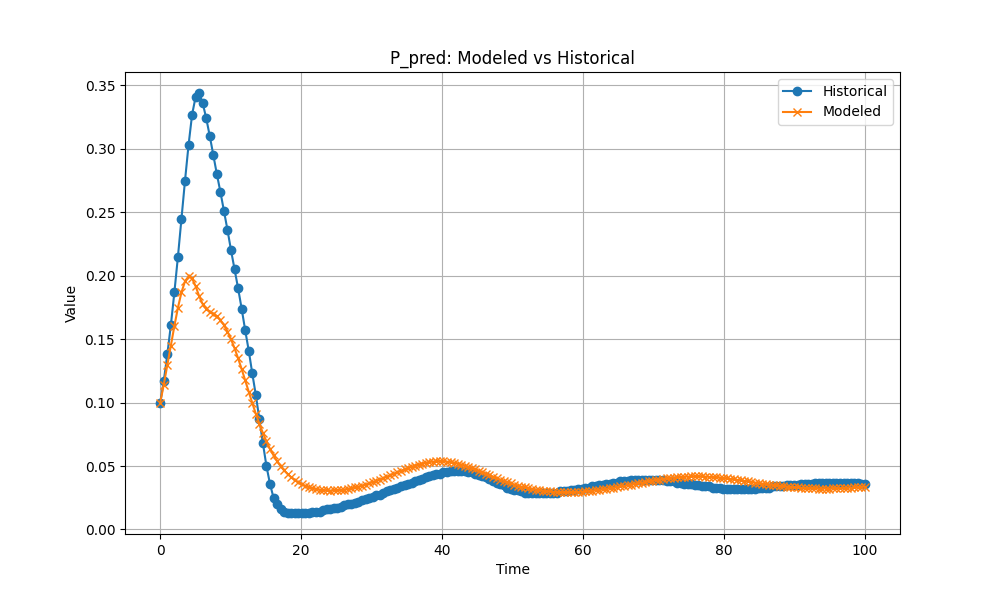 P_pred: Modeled vs Historical
Historical
Modeled
Value
0.35
0.30
0.25
0.20
0.15
0.10
0.05
0.00
0 20 40 60 80 100
Time